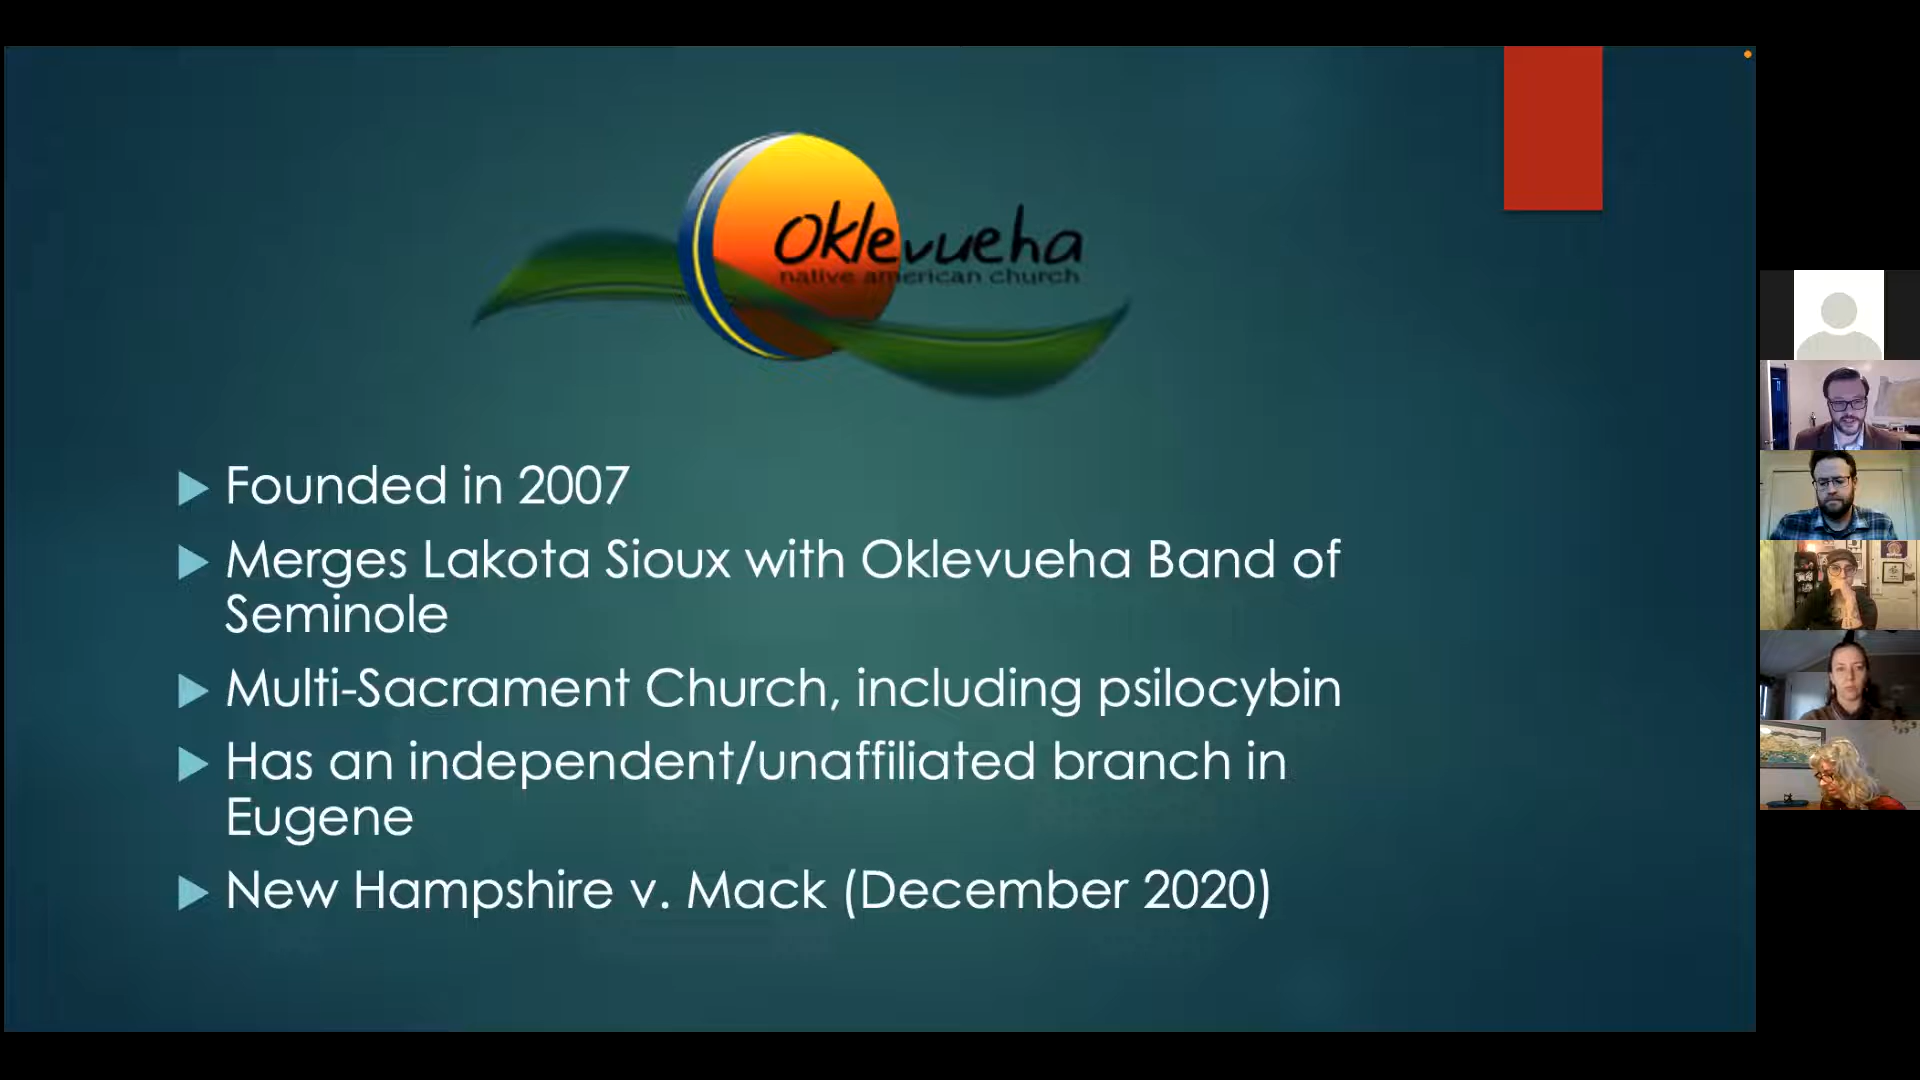 Oklevueha
native american church
Founded in 2007
Merges Lakota Sioux with Oklevueha Band of
Seminole
Multi-Sacrament Church, including psilocybin
Has an independent/unaffiliated branch in
Eugene
New Hampshire v. Mack (December 2020)